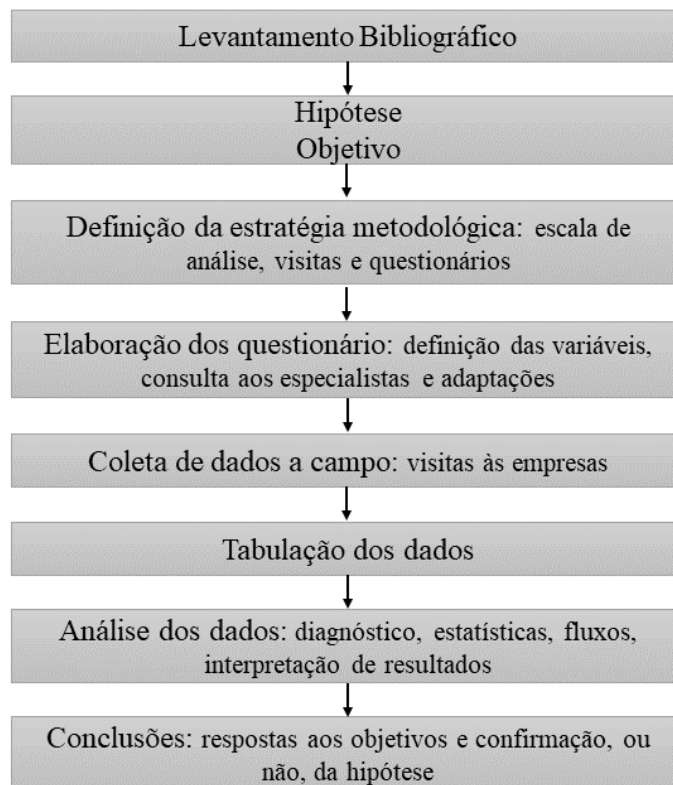 Levantamento Bibliográfico
Hipótese
Objetivo
Definição da estratégia metodológica: escala de
análise, visitas e questionários
Elaboração dos questionário: definição das variáveis,
consulta aos especialistas e adaptações
Coleta de dados a campo: visitas às empresas
Tabulação dos dados
Análise dos dados: diagnóstico, estatísticas, fluxos,
interpretação de resultados
Conclusões: respostas aos objetivos e confirmação, ou
não, da hipótese